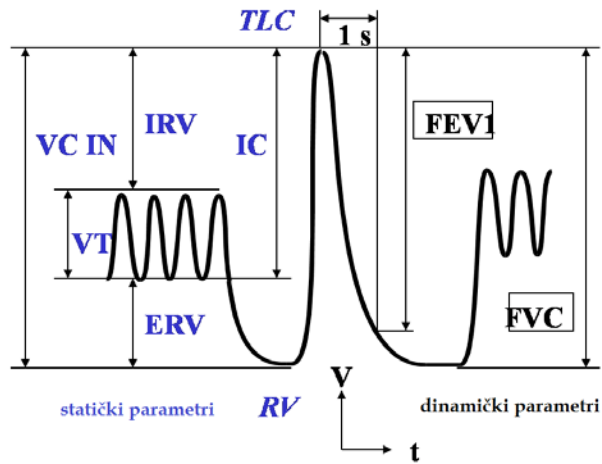 TLC
1 s
IRV
FEV1
VC IN
IC
VT
FVC
ERV
V
statički parametri
RV
dinamički parametri
t